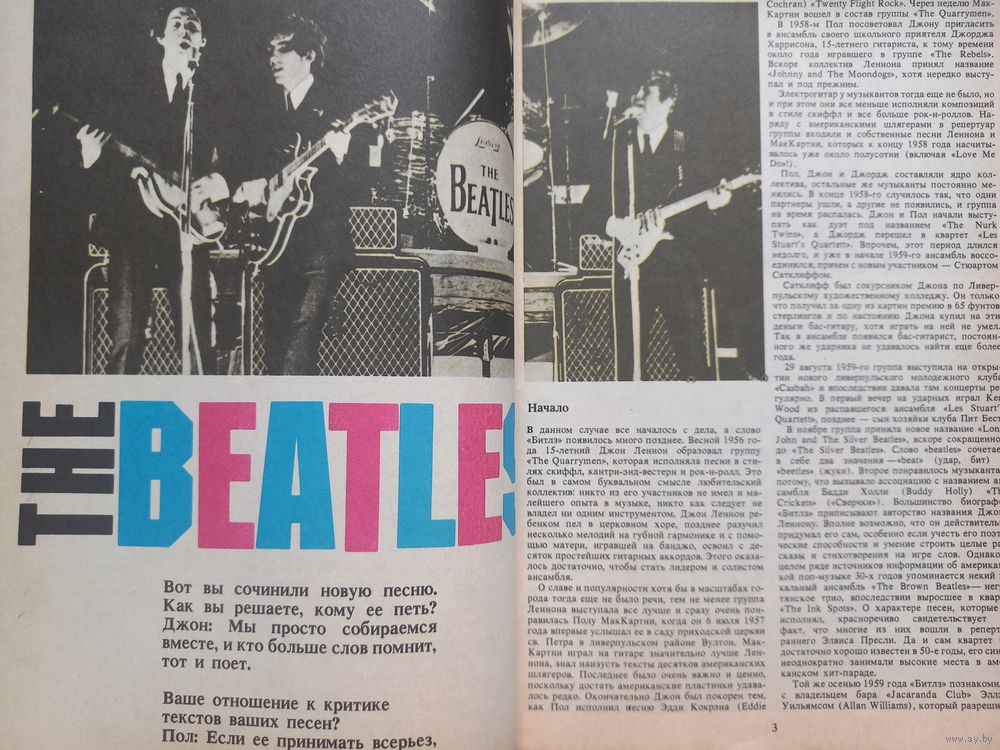 Ludwig
THE
BEATLES
THE BEATLES
Вот вы сочинили новую песню.
Как вы решаете, кому ее петь?
Джон: Мы просто собираемся
вместе, и кто больше слов помнит,
тот и поет.
Ваше отношение к критике
текстов ваших песен?
Пол: Если ее принимать всерьез,
Начало
В данном случае все началось с дела, а слово
«Битлз» появилось много позднее. Весной 1956 го-
да 15-летний Джон Леннон образовал группу
«The Quarrymen», которая исполняла песни в сти-
лях скиффл, кантри-энд-вестерн и рок-н-ролл. Это
был в самом буквальном смысле любительский
коллектив: никто из его участников не имел и ма-
лейшего опыта в музыке, никто как следует не
владел ни одним инструментом. Джон Леннон ре-
бенком пел в церковном хоре, позднее разучил
несколько мелодий на губной гармонике и с помо-
щью матери, игравшей на банджо, освоил с де-
сяток простейших гитарных аккордов. Этого оказа-
лось достаточно, чтобы стать лидером и солистом
ансамбля.
О славе и популярности хотя бы в масштабах го-
рода тогда еще не было речи, тем не менее группа
Леннона выступала все лучше и сразу очень пон-
равилась Полу МакКартни, когда он 6 июля 1957
года впервые услышал ее в саду приходской церкви
св. Петра в ливерпульском районе Вултон. Мак-
Картни играл на гитаре значительно лучше Лен-
нона, знал наизусть тексты десятков американских
шлягеров. Последнее было очень важно и ценно,
поскольку достать американские пластинки удава-
лось редко. Окончательно Джон был покорен тем,
как Пол исполнил песню Эдди Кокрэна (Eddie
Cochran) «Twenty Flight Rock». Через неделю Мак-
Картни вошел в состав группы «The Quarrymen».
В 1958-м Пол посоветовал Джону пригласить
в ансамбль своего школьного приятеля Джорджа
Харрисона, 15-летнего гитариста, к тому времени
около года игравшего в группе «The Rebels».
Вскоре коллектив Леннона принял название
«Johnny and The Moondogs», хотя нередко высту-
пал и под прежним.
Электрогитар у музыкантов тогда еще не было, но
и при этом они все меньше исполняли композиций
в стиле скиффл и все больше рок-н-роллов. На-
ряду с американскими шлягерами в репертуар
группы входили и собственные песни Леннона и
МакКартни, которых к концу 1958 года насчиты-
валось уже около полусотни (включая «Love Me
Do»!).
Пол, Джон и Джордж составляли ядро кол-
лектива, остальные же музыканты постоянно ме-
нялись. В конце 1958-го случилось так, что одни
партнеры ушли, а другие не появились, и группа
на время распалась. Джон и Пол начали высту-
пать как дуэт под названием «The Nurk
Twins», а Джордж перешел в квартет «Les
Stuart's Quartett». Впрочем, этот период длился
недолго, и уже в начале 1959-го ансамбль воссо-
единился, причем с новым участником — Стюартом
Сатклиффом.
Сатклифф был сокурсником Джона по Ливер-
пульскому художественному колледжу. Он только
что получил за одну из картин премию в 65 фунтов
стерлингов и по настоянию Джона купил на эти
деньги бас-гитару, хотя играть на ней не умел.
Так в ансамбле появился бас-гитарист, постоян-
ного же ударника не удавалось найти еще более
года.
29 августа 1959-го группа выступила на откры-
тии нового ливерпульского молодежного клуба
«Casbah» и впоследствии давала там концерты ре-
гулярно. В первый вечер на ударных играл Ken
Wood из распавшегося ансамбля «Les Stuart's
Quartett», позднее — сын хозяйки клуба Пит Бест
В ноябре группа приняла новое название «Lon
John and The Silver Beatles», вскоре сокращенно
до «The Silver Beatles». Слово «beatles» сочетае
в себе два значения —«beat» (удар, бит)
«beetles» (жуки). Второе понравилось музыканта
потому, что вызывало ассоциацию с названием ан
самбля Бадди Холли (Buddy Holly) «Th
Crickets» («Сверчки»). Большинство биографо
«Битлз» приписывают авторство названия Джо
Леннону. Вполне возможно, что он действитель
придумал его сам, особенно если учесть его поэт
ческие способности и умение строить целые ра
сказы и стихотворения на игре слов. Однако
целом ряде источников информации об америка
кой поп-музыке 30-х годов упоминается некий
кальный ансамбль «The Brown Beatles»— нег
тянское трио, впоследствии выросшее в квар
«The Ink Spots». О характере песен, которые
исполнял, красноречиво свидетельствует
факт, что многие из них вошли в реперт
раннего Элвиса Пресли. Да и сам квартет
достаточно хорошо известен в 50-е годы, его син
неоднократно занимали высокие места в аме
канском хит-параде.
Той же осенью 1959 года «Битлз» познакоми
с владельцем бара «Jacaranda Club» Элл
Уильямсом (Allan Williams), который разреши
3
www.ay.by